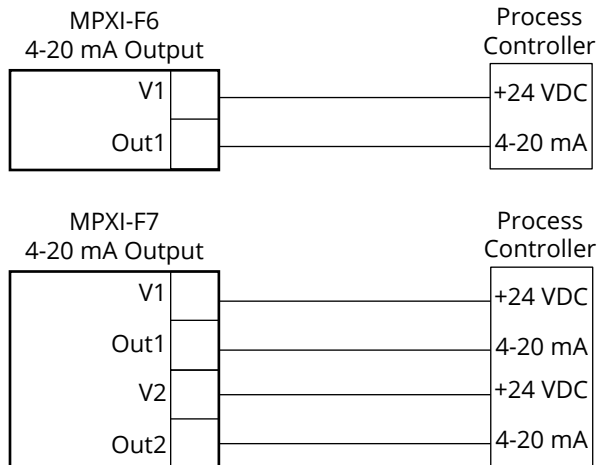 MPXI-F6
4-20 mA Output
Process
Controller
V1
+24 VDC
Out1
4-20 mA
MPXI-F7
4-20 mA Output
Process
Controller
V1
+24 VDC
Out1
4-20 mA
V2
+24 VDC
Out2
4-20 mA